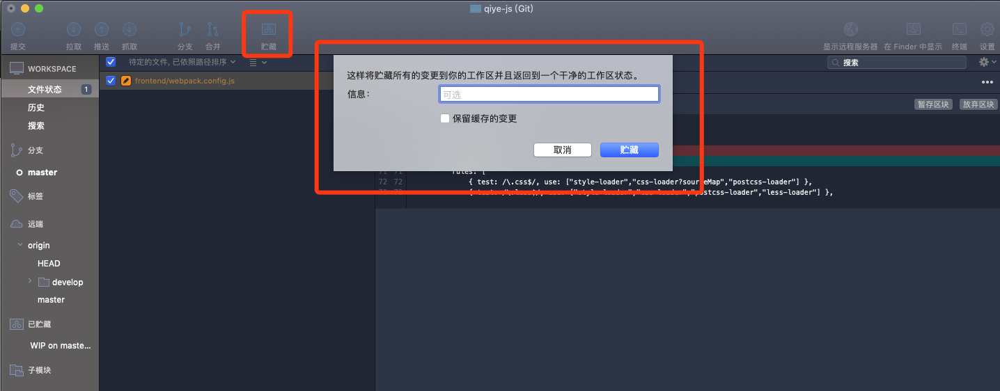 qiye-js (Git)
提交 拉取 推送 抓取 分支 合并 贮藏 显示远程服务器 在 Finder 中显示 终端 设置
WORKSPACE
文件状态 1
历史
搜索
分支
master
标签
远端
origin
HEAD
develop
master
已贮藏
WIP on maste...
子模块
待定的文件, 已依照路径排序
搜索
frontend/webpack.config.js
暂存区块 放弃区块
这样将贮藏所有的变更到你的工作区并且返回到一个干净的工作区状态。
信息: 可选
保留缓存的变更
取消 贮藏
71 71 rules: [
72 72 { test: /\.css$/, use: ["style-loader","css-loader?sourceMap","postcss-loader"] },
73 73 { test: /\.less$/, use: ["style-loader","css-loader","postcss-loader","less-loader"] },